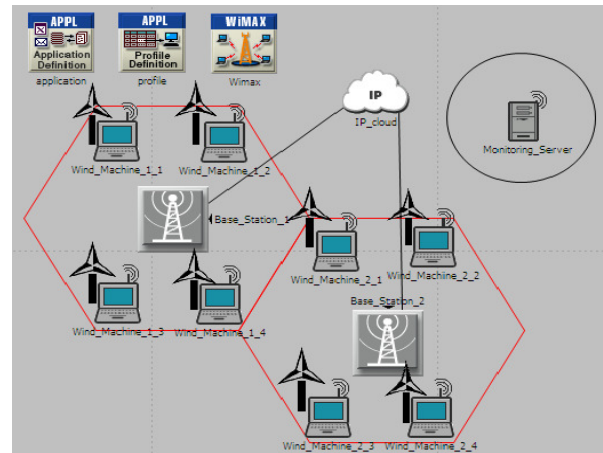 APPL
APPL
WiMAX
Application
Definition
Profile
Definition
application
profile
Wimax
IP
IP_cloud
Monitoring_Server
Wind_Machine_1_1
Wind_Machine_1_2
Base_Station_1
Wind_Machine_2_1
Wind_Machine_2_2
Base_Station_2
Wind_Machine_1_3
Wind_Machine_1_4
Wind_Machine_2_3
Wind_Machine_2_4